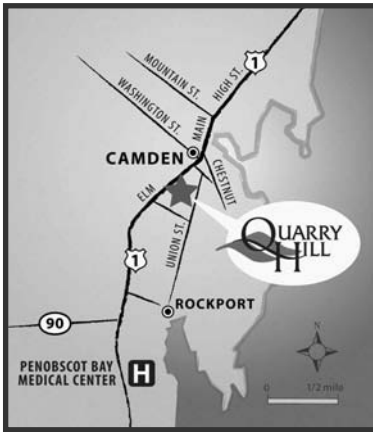 1
MOUNTAIN ST.
HIGH ST.
WASHINGTON ST.
MAIN
CAMDEN
CHESTNUT
ELM
QUARRY
HILL
UNION ST.
1
ROCKPORT
90
N
PENOBSCOT BAY
MEDICAL CENTER
H
0 1/2 mile